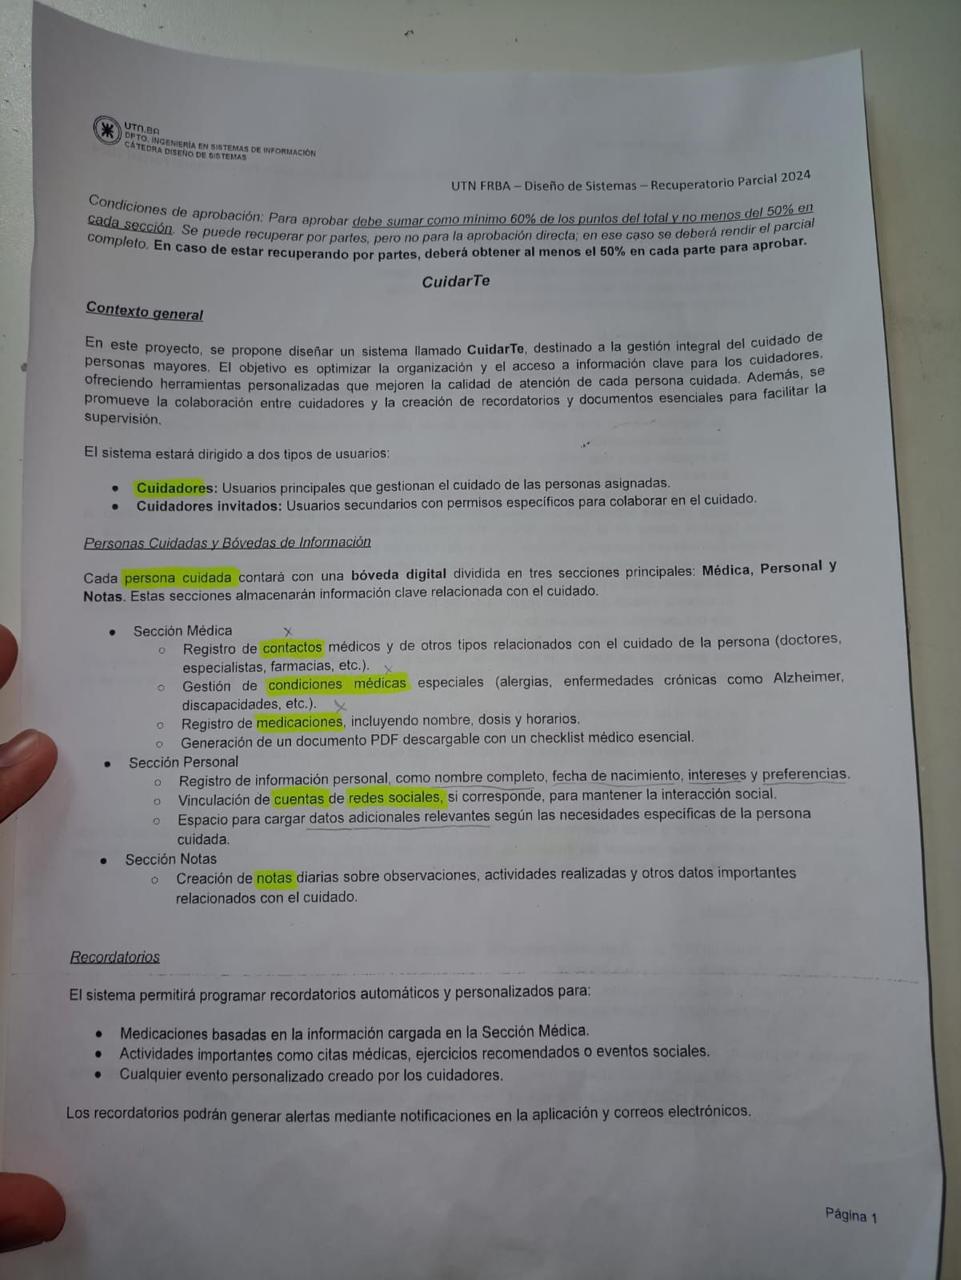 UTN.BA
DPTO. INGENIERÍA EN SISTEMAS DE INFORMACIÓN
CÁTEDRA DISEÑO DE SISTEMAS
UTN FRBA – Diseño de Sistemas – Recuperatorio Parcial 2024
Condiciones de aprobación: Para aprobar debe sumar como mínimo 60% de los puntos del total y no menos del 50% en
cada sección. Se puede recuperar por partes, pero no para la aprobación directa; en ese caso se deberá rendir el parcial
completo. En caso de estar recuperando por partes, deberá obtener al menos el 50% en cada parte para aprobar.
CuidarTe
Contexto general
En este proyecto, se propone diseñar un sistema llamado CuidarTe, destinado a la gestión integral del cuidado de
personas mayores. El objetivo es optimizar la organización y el acceso a información clave para los cuidadores,
ofreciendo herramientas personalizadas que mejoren la calidad de atención de cada persona cuidada. Además, se
promueve la colaboración entre cuidadores y la creación de recordatorios y documentos esenciales para facilitar la
supervisión.
El sistema estará dirigido a dos tipos de usuarios:
• Cuidadores: Usuarios principales que gestionan el cuidado de las personas asignadas.
• Cuidadores invitados: Usuarios secundarios con permisos específicos para colaborar en el cuidado.
Personas Cuidadas y Bóvedas de Información
Cada persona cuidada contará con una bóveda digital dividida en tres secciones principales: Médica, Personal y
Notas. Estas secciones almacenarán información clave relacionada con el cuidado.
• Sección Médica
o Registro de contactos médicos y de otros tipos relacionados con el cuidado de la persona (doctores,
especialistas, farmacias, etc.).
o Gestión de condiciones médicas especiales (alergias, enfermedades crónicas como Alzheimer,
discapacidades, etc.).
o Registro de medicaciones, incluyendo nombre, dosis y horarios.
o Generación de un documento PDF descargable con un checklist médico esencial.
• Sección Personal
o Registro de información personal, como nombre completo, fecha de nacimiento, intereses y preferencias.
o Vinculación de cuentas de redes sociales, si corresponde, para mantener la interacción social.
o Espacio para cargar datos adicionales relevantes según las necesidades específicas de la persona
cuidada.
• Sección Notas
o Creación de notas diarias sobre observaciones, actividades realizadas y otros datos importantes
relacionados con el cuidado.
Recordatorios
El sistema permitirá programar recordatorios automáticos y personalizados para:
• Medicaciones basadas en la información cargada en la Sección Médica.
• Actividades importantes como citas médicas, ejercicios recomendados o eventos sociales.
• Cualquier evento personalizado creado por los cuidadores.
Los recordatorios podrán generar alertas mediante notificaciones en la aplicación y correos electrónicos.
Página 1